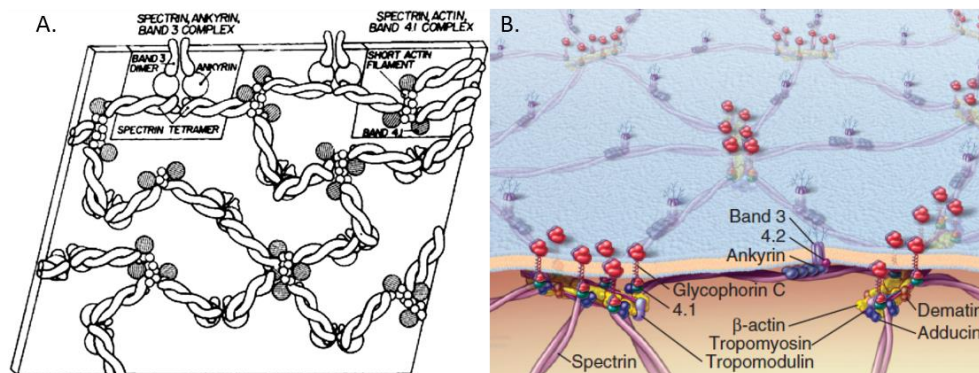 A.
SPECTRIN, ANKYRIN,
BAND 3 COMPLEX
SPECTRIN, ACTIN,
BAND 4.1 COMPLEX
BAND 3
DIMER
ANKYRIN
SHORT ACTIN
FILAMENT
SPECTRIN TETRAMER
BAND 4.1
B.
Band 3
4.2
Ankyrin
Glycophorin C
4.1
β-actin
Tropomyosin
Tropomodulin
Dematin
Adducin
Spectrin